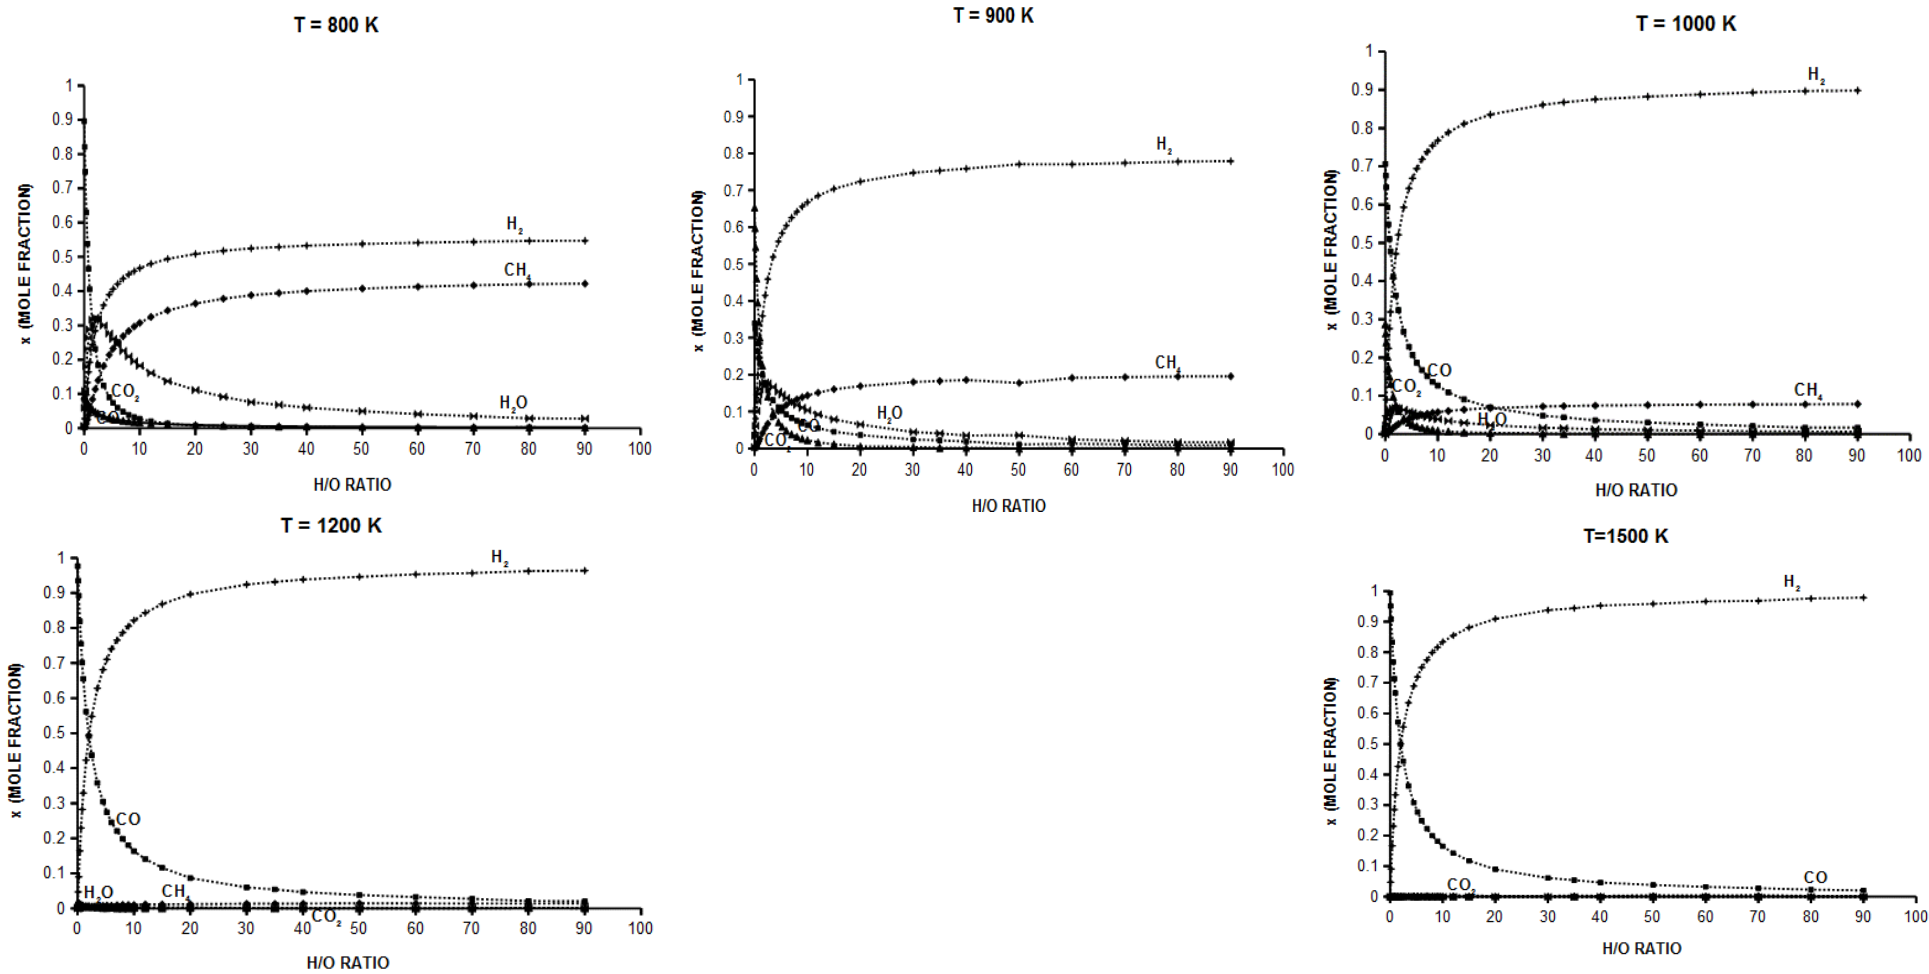 T = 800 K
x (MOLE FRACTION)
1
0.9
0.8
0.7
0.6
0.5
0.4
0.3
0.2
0.1
0
H₂
CH₄
CO₂
CO
H₂O
0 10 20 30 40 50 60 70 80 90 100
H/O RATIO
T = 900 K
x (MOLE FRACTION)
1
0.9
0.8
0.7
0.6
0.5
0.4
0.3
0.2
0.1
0
H₂
CH₄
H₂O
CO
CO₂
0 10 20 30 40 50 60 70 80 90 100
H/O RATIO
T = 1000 K
x (MOLE FRACTION)
1
0.9
0.8
0.7
0.6
0.5
0.4
0.3
0.2
0.1
0
H₂
CO
CO₂
CH₄
H₂O
0 10 20 30 40 50 60 70 80 90 100
H/O RATIO
T = 1200 K
x (MOLE FRACTION)
1
0.9
0.8
0.7
0.6
0.5
0.4
0.3
0.2
0.1
0
H₂
CO
H₂O
CH₄
CO₂
0 10 20 30 40 50 60 70 80 90 100
H/O RATIO
T=1500 K
x (MOLE FRACTION)
1
0.9
0.8
0.7
0.6
0.5
0.4
0.3
0.2
0.1
0
H₂
CO₂
CO
0 10 20 30 40 50 60 70 80 90 100
H/O RATIO